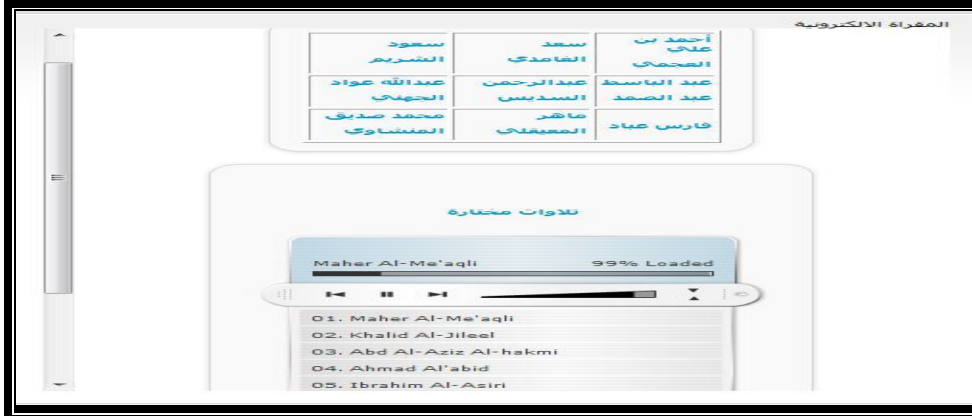 المقراة الالكترونية
أحمد بن علي العجمي
سعد الغامدي
سعود الشريم
عبد الباسط عبد الصمد
عبدالرحمن السديس
عبدالله عواد الجهني
فارس عباد
ماهر المعيقلي
محمد صديق المنشاوي
تلاوات مختارة
Maher Al-Me'aqli 99% Loaded
01. Maher Al-Me'aqli
02. Khalid Al-Jileel
03. Abd Al-Aziz Al-hakmi
04. Ahmad Al'abid
05. Ibrahim Al-Asiri